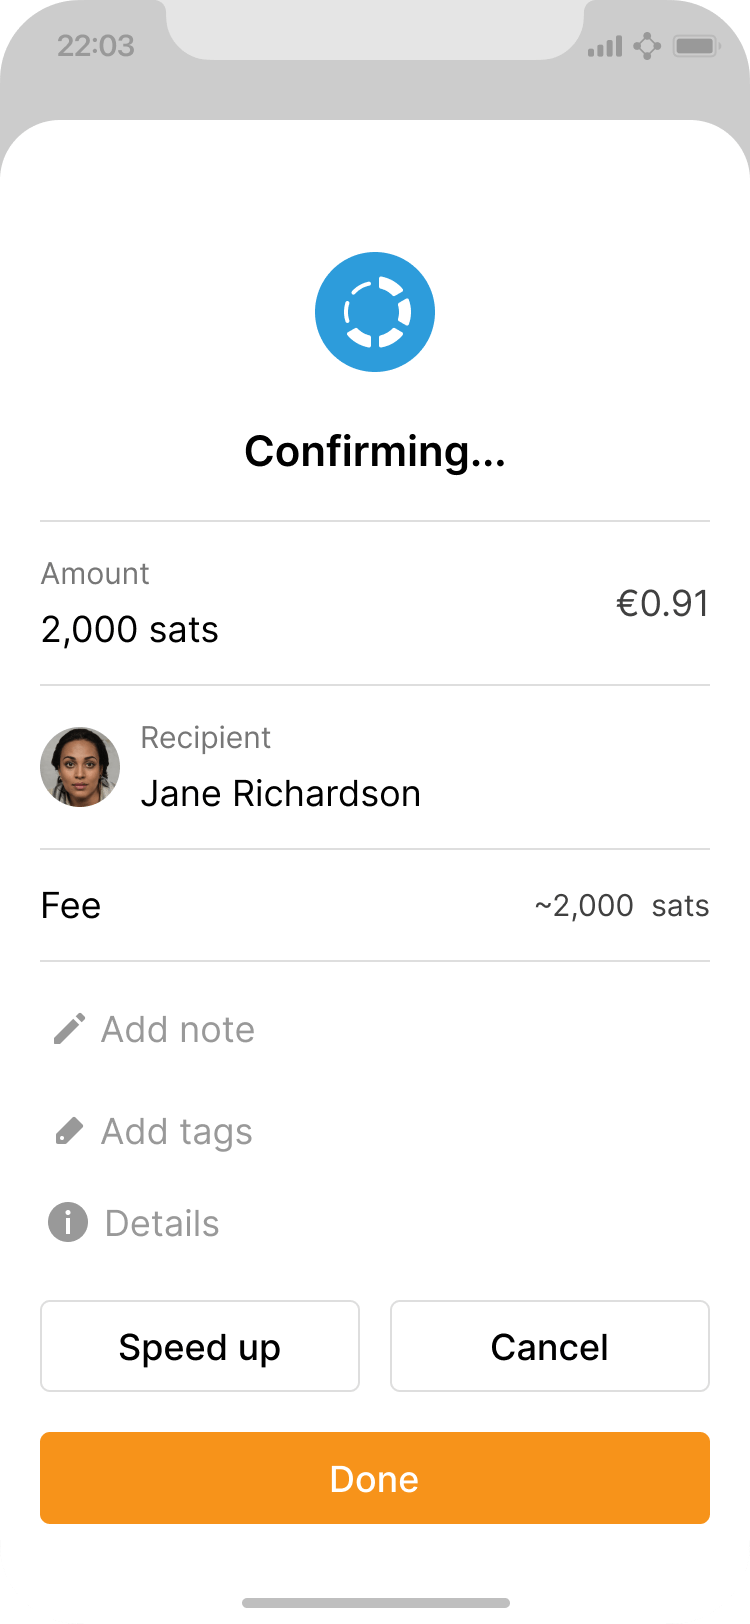 22:03
Confirming...
Amount
2,000 sats
€0.91
Recipient
Jane Richardson
Fee
~2,000 sats
Add note
Add tags
Details
Speed up
Cancel
Done